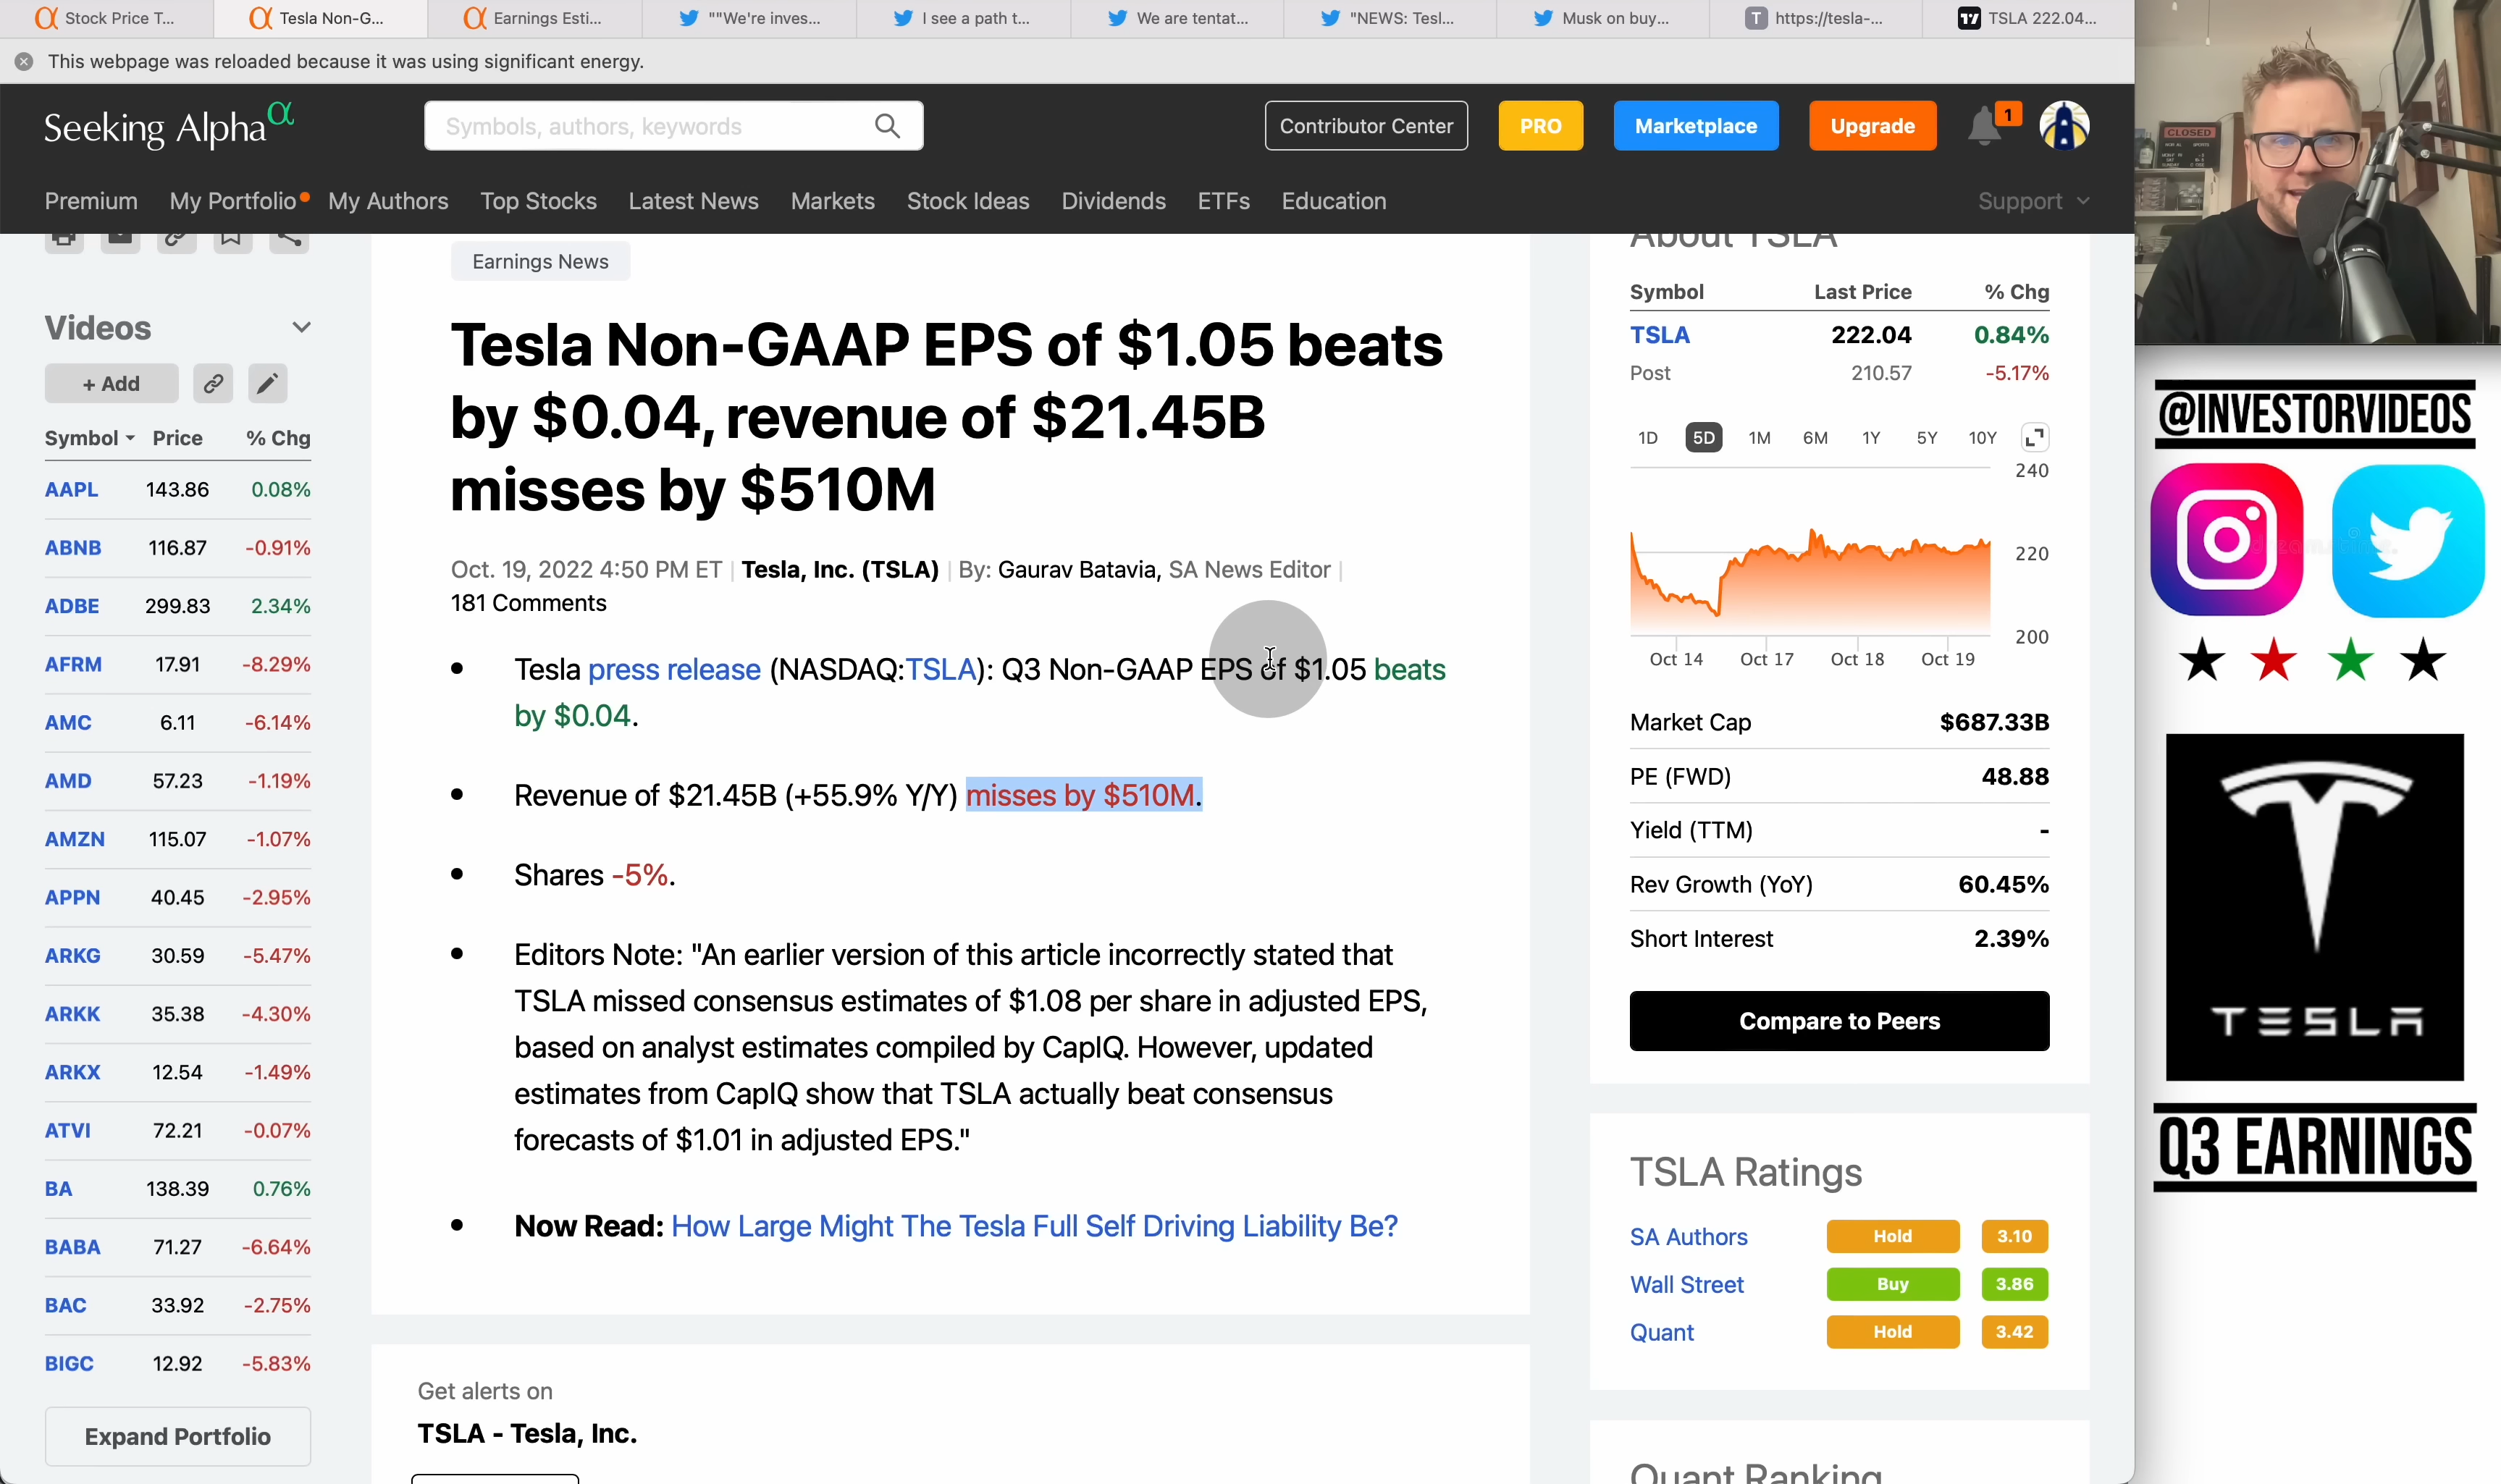 Stock Price T...
Tesla Non-G...
Earnings Esti...
""We're inves...
I see a path t...
We are tentat...
"NEWS: Tesl...
Musk on buy...
T https://tesla-...
TSLA 222.04...
This webpage was reloaded because it was using significant energy.
Seeking Alpha α
Symbols, authors, keywords
Contributor Center
PRO
Marketplace
Upgrade
1
Premium
My Portfolio
My Authors
Top Stocks
Latest News
Markets
Stock Ideas
Dividends
ETFs
Education
Support
CLOSED
Videos
+ Add
Symbol Price % Chg
AAPL 143.86 0.08%
ABNB 116.87 -0.91%
ADBE 299.83 2.34%
AFRM 17.91 -8.29%
AMC 6.11 -6.14%
AMD 57.23 -1.19%
AMZN 115.07 -1.07%
APPN 40.45 -2.95%
ARKG 30.59 -5.47%
ARKK 35.38 -4.30%
ARKX 12.54 -1.49%
ATVI 72.21 -0.07%
BA 138.39 0.76%
BABA 71.27 -6.64%
BAC 33.92 -2.75%
BIGC 12.92 -5.83%
Expand Portfolio
Earnings News
Tesla Non-GAAP EPS of $1.05 beats
by $0.04, revenue of $21.45B
misses by $510M
Oct. 19, 2022 4:50 PM ET | Tesla, Inc. (TSLA) | By: Gaurav Batavia, SA News Editor |
181 Comments
• Tesla press release (NASDAQ:TSLA): Q3 Non-GAAP EPS of $1.05 beats
by $0.04.
• Revenue of $21.45B (+55.9% Y/Y) misses by $510M.
• Shares -5%.
• Editors Note: "An earlier version of this article incorrectly stated that
TSLA missed consensus estimates of $1.08 per share in adjusted EPS,
based on analyst estimates compiled by CapIQ. However, updated
estimates from CapIQ show that TSLA actually beat consensus
forecasts of $1.01 in adjusted EPS."
• Now Read: How Large Might The Tesla Full Self Driving Liability Be?
Get alerts on
TSLA - Tesla, Inc.
About TSLA
Symbol Last Price % Chg
TSLA 222.04 0.84%
Post 210.57 -5.17%
1D 5D 1M 6M 1Y 5Y 10Y
240
220
200
Oct 14 Oct 17 Oct 18 Oct 19
Market Cap $687.33B
PE (FWD) 48.88
Yield (TTM) -
Rev Growth (YoY) 60.45%
Short Interest 2.39%
Compare to Peers
TSLA Ratings
SA Authors Hold 3.10
Wall Street Buy 3.86
Quant Hold 3.42
Quant Ranking
@INVESTORVIDEOS
TESLA
Q3 EARNINGS